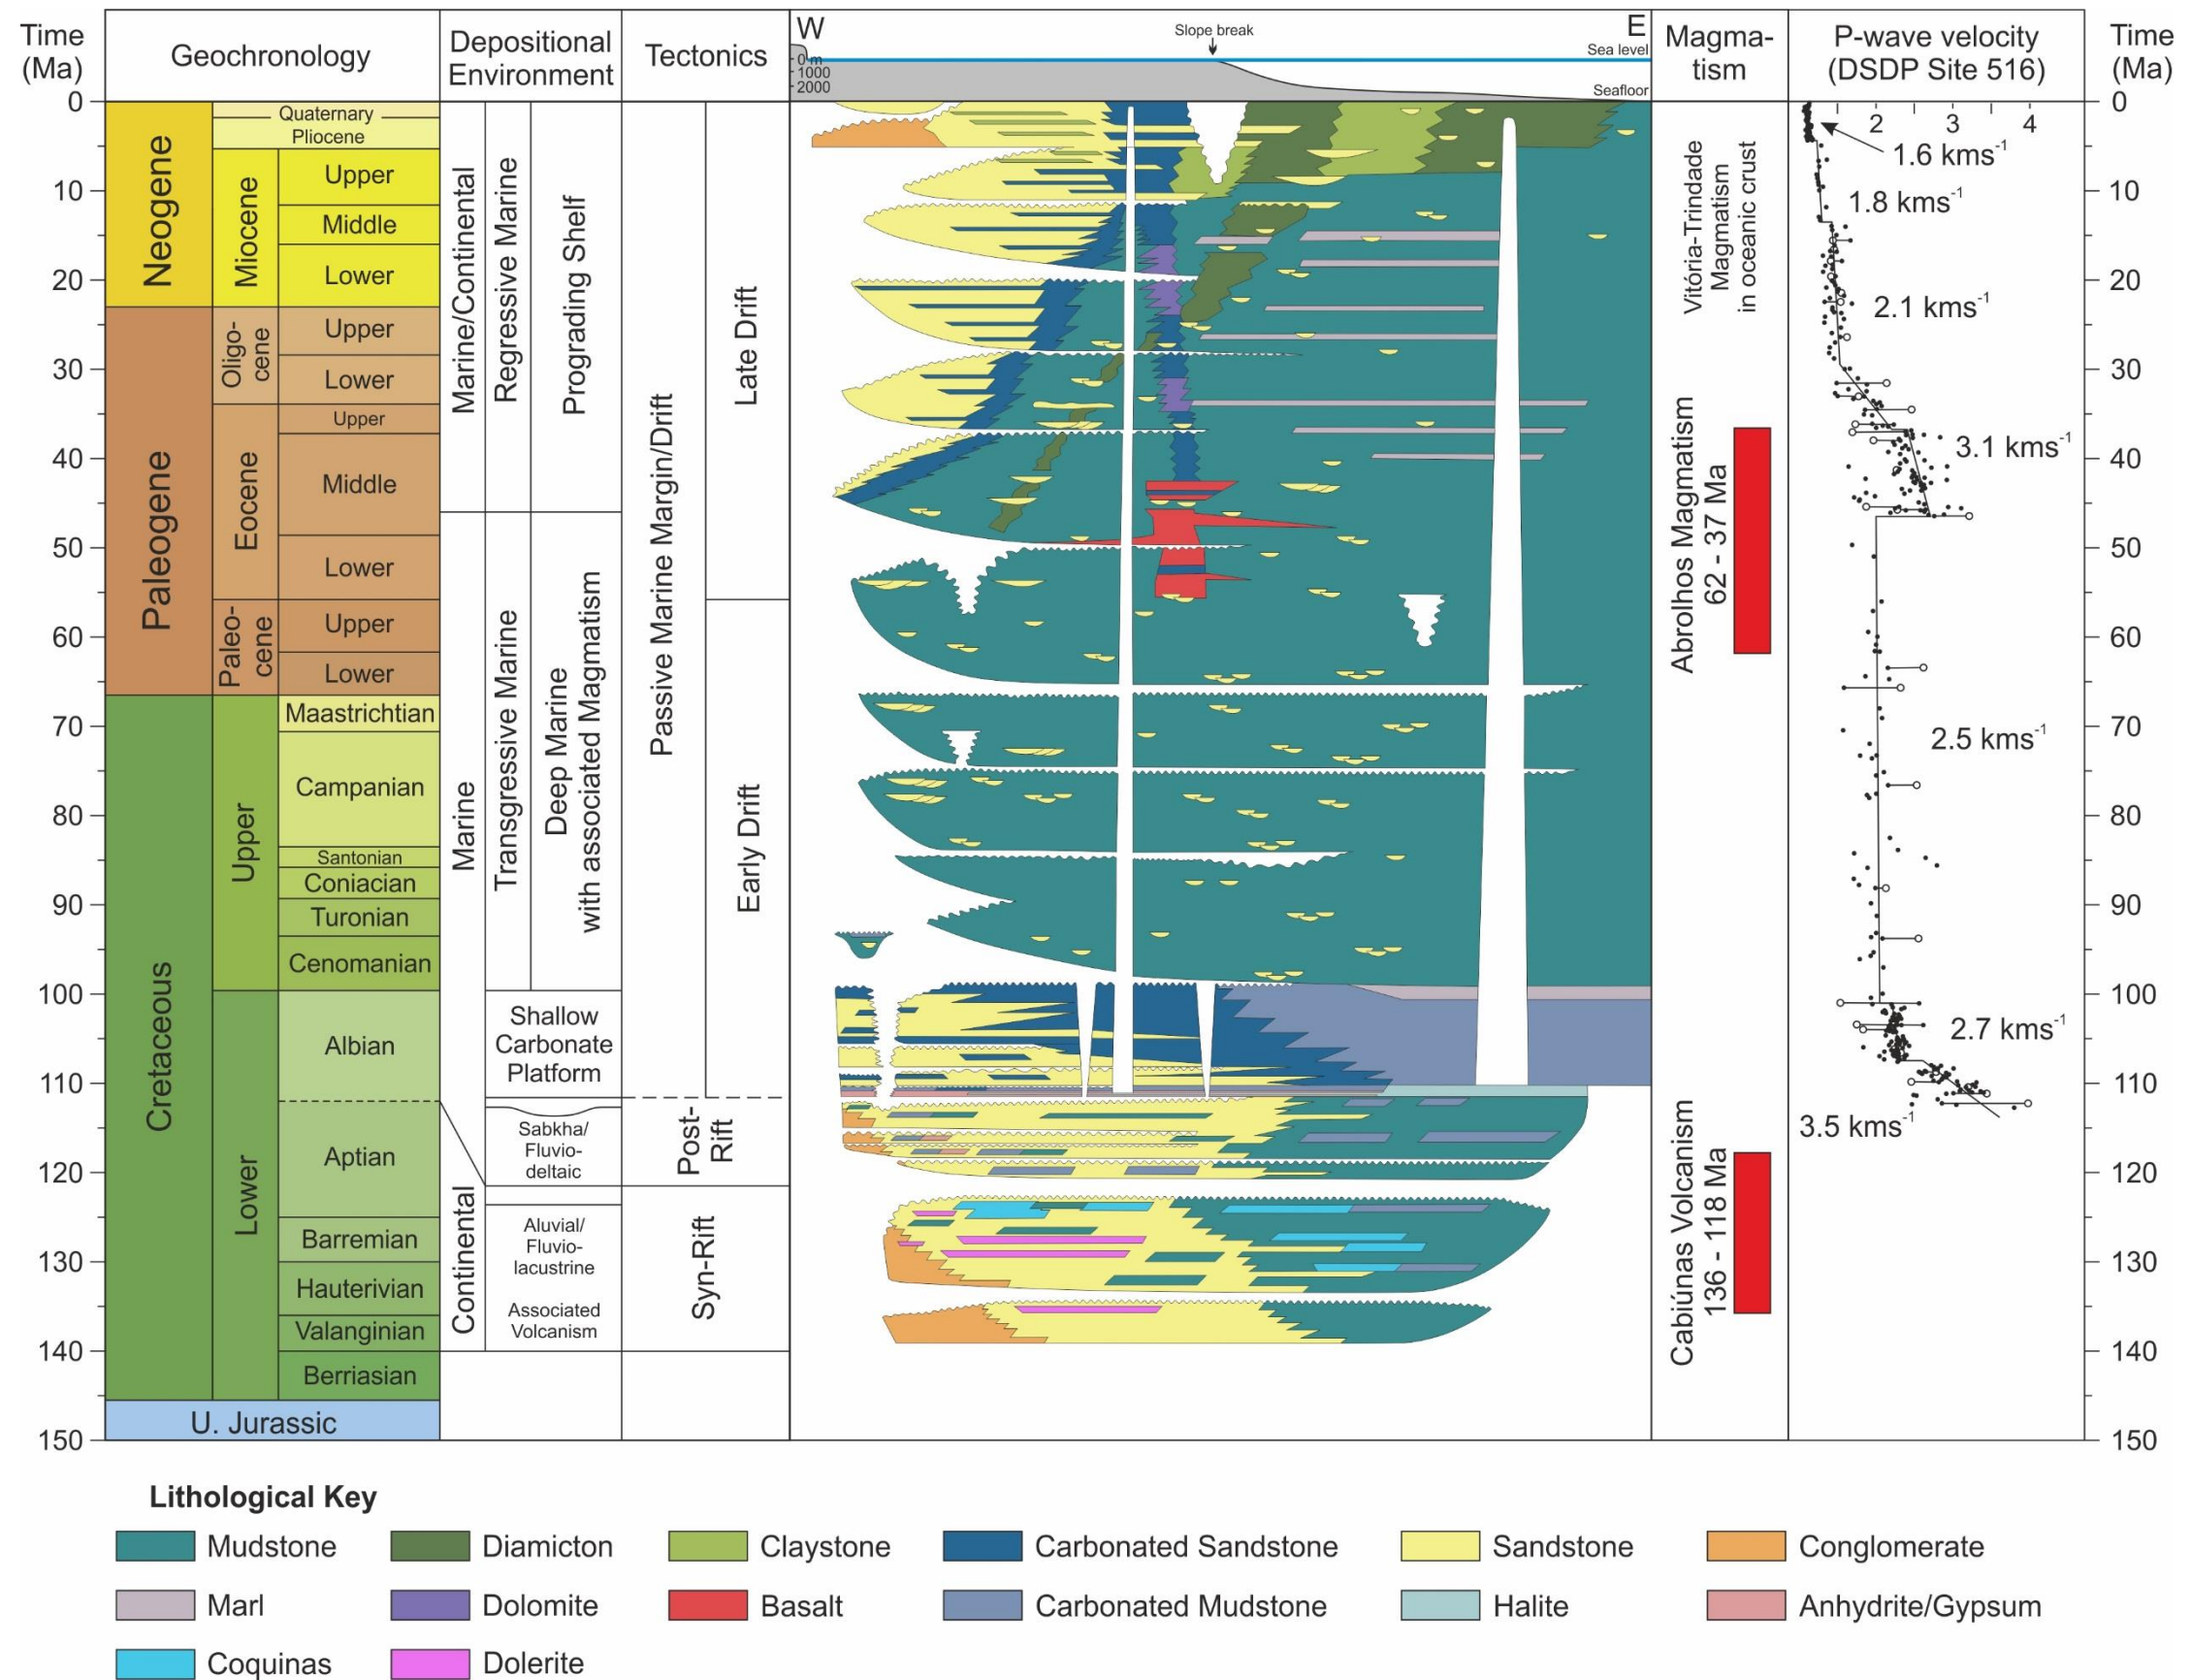 Time
(Ma)
Geochronology
Depositional
Environment
Tectonics
W
Slope break
E
Sea level
0 m
1000
2000
Seafloor
Magma-
tism
P-wave velocity
(DSDP Site 516)
Time
(Ma)
0
10
20
30
40
50
60
70
80
90
100
110
120
130
140
150
Neogene
Paleogene
Cretaceous
U. Jurassic
Quaternary
Pliocene
Miocene
Upper
Middle
Lower
Oligo-
cene
Upper
Lower
Eocene
Upper
Middle
Lower
Paleo-
cene
Upper
Lower
Upper
Maastrichtian
Campanian
Santonian
Coniacian
Turonian
Cenomanian
Lower
Albian
Aptian
Barremian
Hauterivian
Valanginian
Berriasian
Marine/Continental
Regressive Marine
Prograding Shelf
Marine
Transgressive Marine
Deep Marine
with associated Magmatism
Shallow
Carbonate
Platform
Sabkha/
Fluvio-
deltaic
Continental
Aluvial/
Fluvio-
lacustrine
Associated
Volcanism
Passive Marine Margin/Drift
Late Drift
Early Drift
Post-
Rift
Syn-Rift
Vitória-Trindade
Magmatism
in oceanic crust
Abrolhos Magmatism
62 - 37 Ma
Cabiúnas Volcanism
136 - 118 Ma
2
3
4
1.6 kms-1
1.8 kms-1
2.1 kms-1
3.1 kms-1
2.5 kms-1
2.7 kms-1
3.5 kms-1
0
10
20
30
40
50
60
70
80
90
100
110
120
130
140
150
Lithological Key
Mudstone
Diamicton
Claystone
Carbonated Sandstone
Sandstone
Conglomerate
Marl
Dolomite
Basalt
Carbonated Mudstone
Halite
Anhydrite/Gypsum
Coquinas
Dolerite